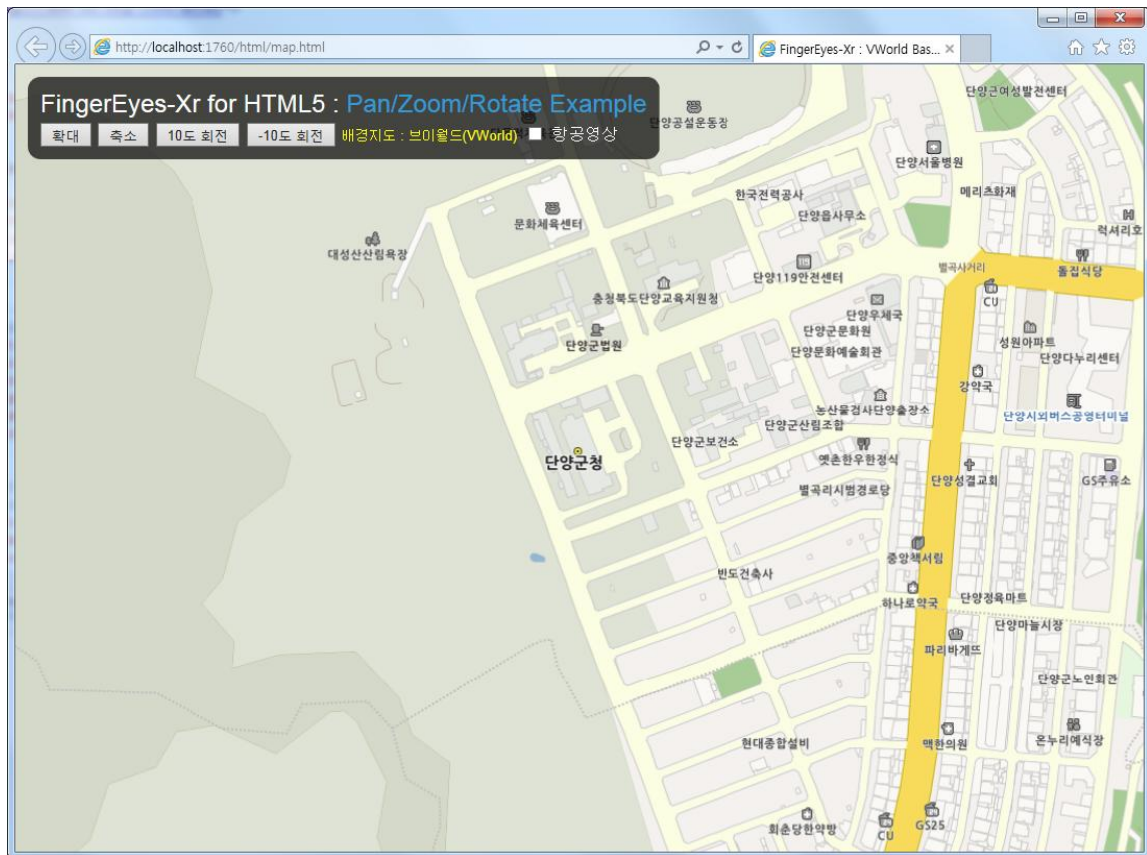 http://localhost:1760/html/map.html
FingerEyes-Xr : VWorld Bas...
FingerEyes-Xr for HTML5 : Pan/Zoom/Rotate Example
확대 축소 10도 회전 -10도 회전 배경지도 : 브이월드(VWorld) 항공영상
단양근여성발전센터
단양공설운동장
단양서울병원
한국전력공사
메리츠화재
단양읍사무소
문화체육센터
럭셔리호
대성산산림욕장
별곡사거리
돌집식당
단양119안전센터
충청북도단양교육지원청
CU
단양우체국
단양군문화원
단양군법원
성원아파트
단양문화예술회관
단양다누리센터
강약국
농산물검사단양출장소
단양시외버스공영터미널
단양군산림조합
단양군보건소
옛촌한우한정식
단양군청
단양성결교회
GS주유소
별곡리시범경로당
중앙책서림
반도건축사
하나로약국
단양정육마트
단양마늘시장
파리바게뜨
단양군노인회관
현대종합설비
맥한의원
온누리예식장
회춘당한약방
GS25
CU